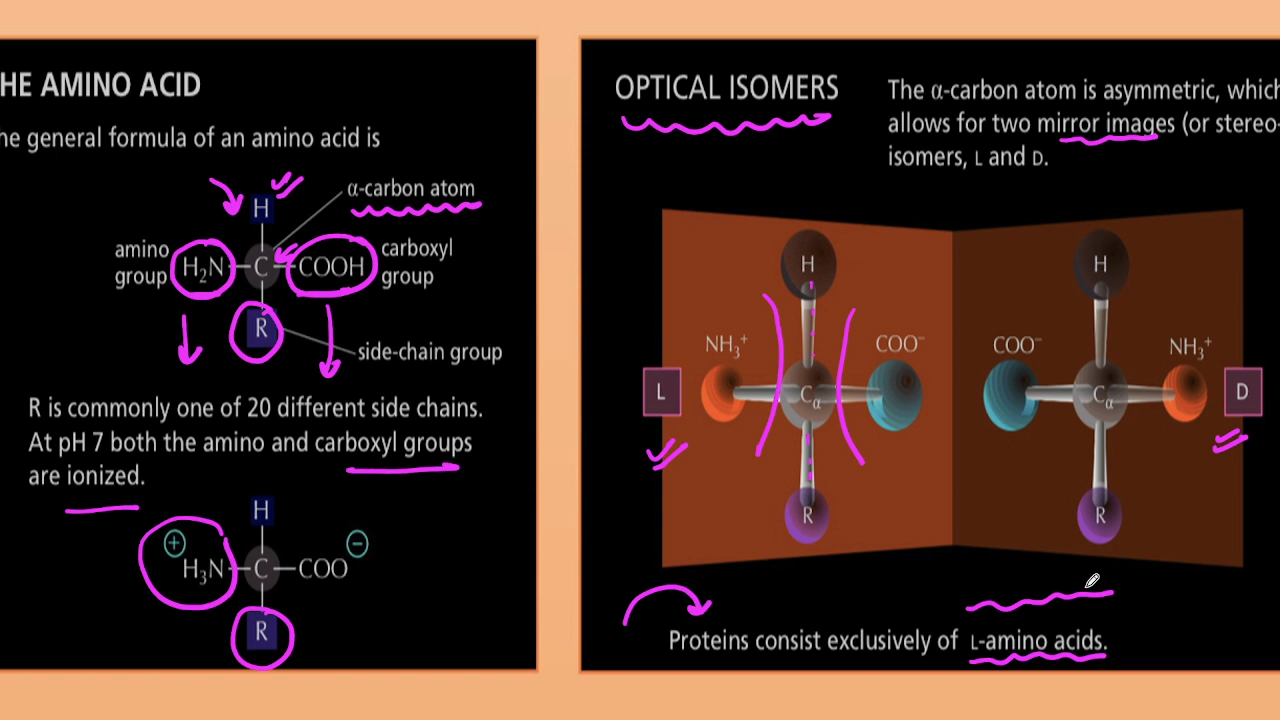 HE AMINO ACID
he general formula of an amino acid is
α-carbon atom
H
amino
group
H₂N
C
COOH
carboxyl
group
R
side-chain group
R is commonly one of 20 different side chains.
At pH 7 both the amino and carboxyl groups
are ionized.
H
+
H₃N
C
COO
−
R
OPTICAL ISOMERS
The α-carbon atom is asymmetric, which
allows for two mirror images (or stereo-
isomers, L and D.
H
NH₃⁺
COO⁻
L
Cα
R
H
COO⁻
NH₃⁺
Cα
D
R
Proteins consist exclusively of L-amino acids.